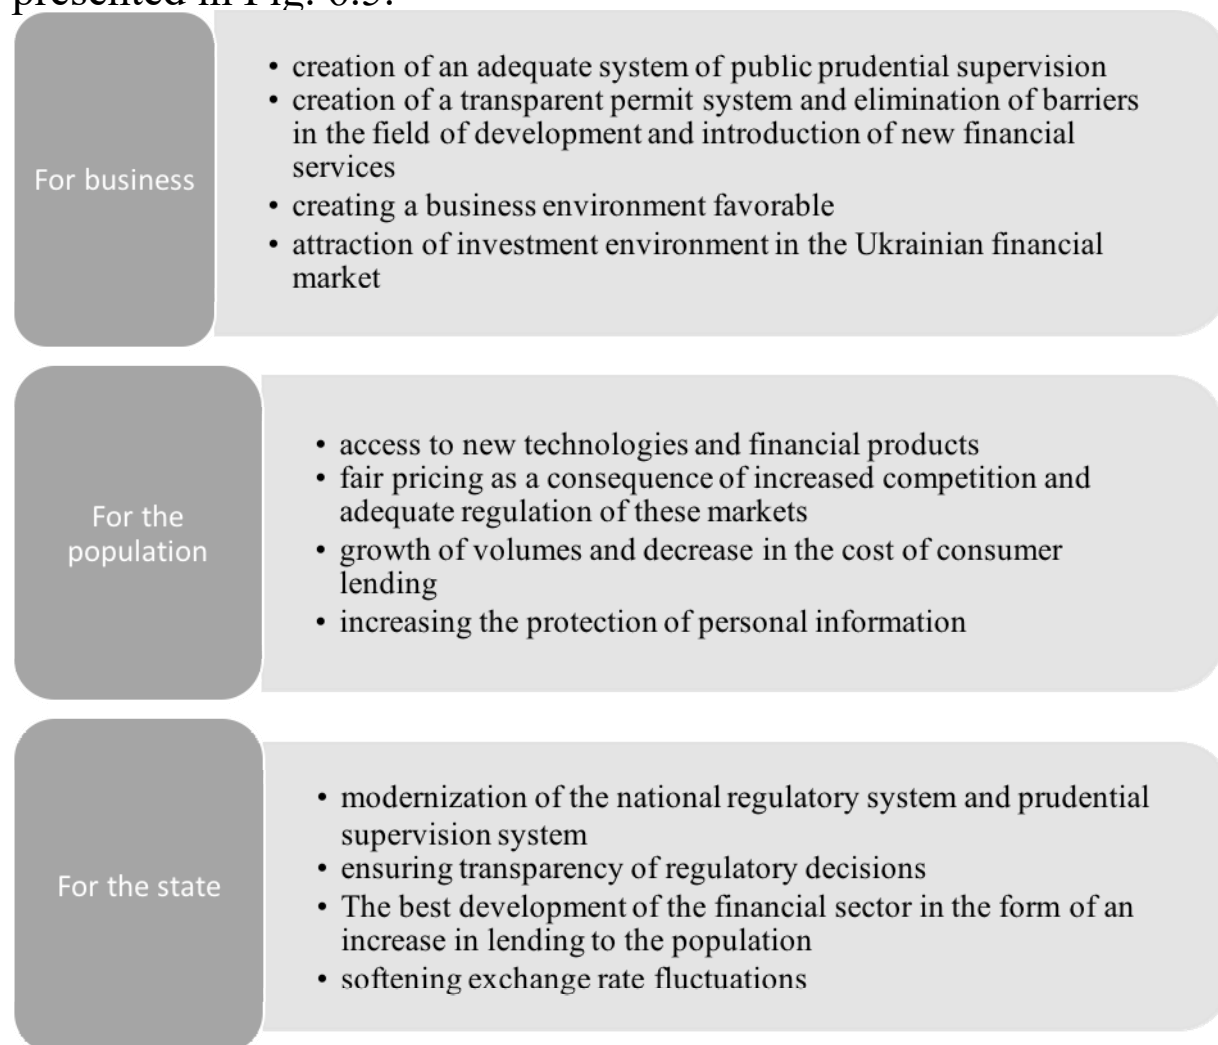 presented in Fig. 6.5.
For business
• creation of an adequate system of public prudential supervision
• creation of a transparent permit system and elimination of barriers
in the field of development and introduction of new financial
services
• creating a business environment favorable
• attraction of investment environment in the Ukrainian financial
market
For the
population
• access to new technologies and financial products
• fair pricing as a consequence of increased competition and
adequate regulation of these markets
• growth of volumes and decrease in the cost of consumer
lending
• increasing the protection of personal information
For the state
• modernization of the national regulatory system and prudential
supervision system
• ensuring transparency of regulatory decisions
• The best development of the financial sector in the form of an
increase in lending to the population
• softening exchange rate fluctuations